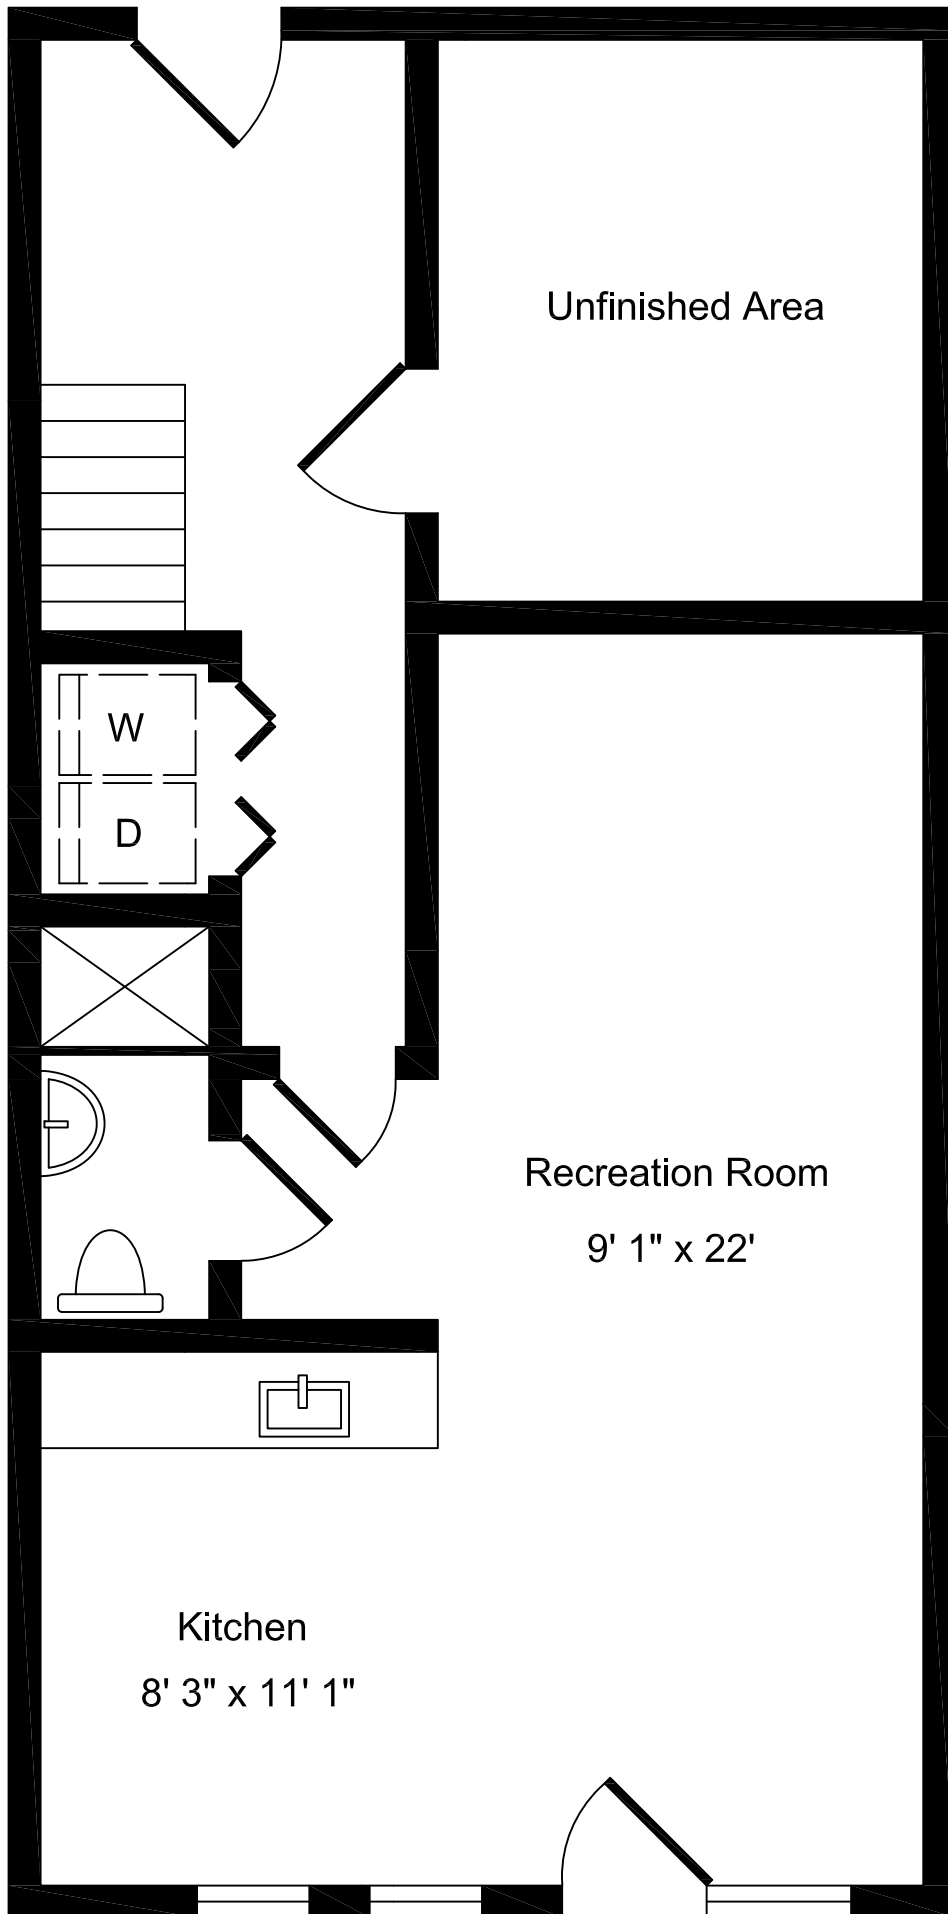 Unfinished Area
W
D
Recreation Room
9' 1" x 22'
Kitchen
8' 3" x 11' 1"